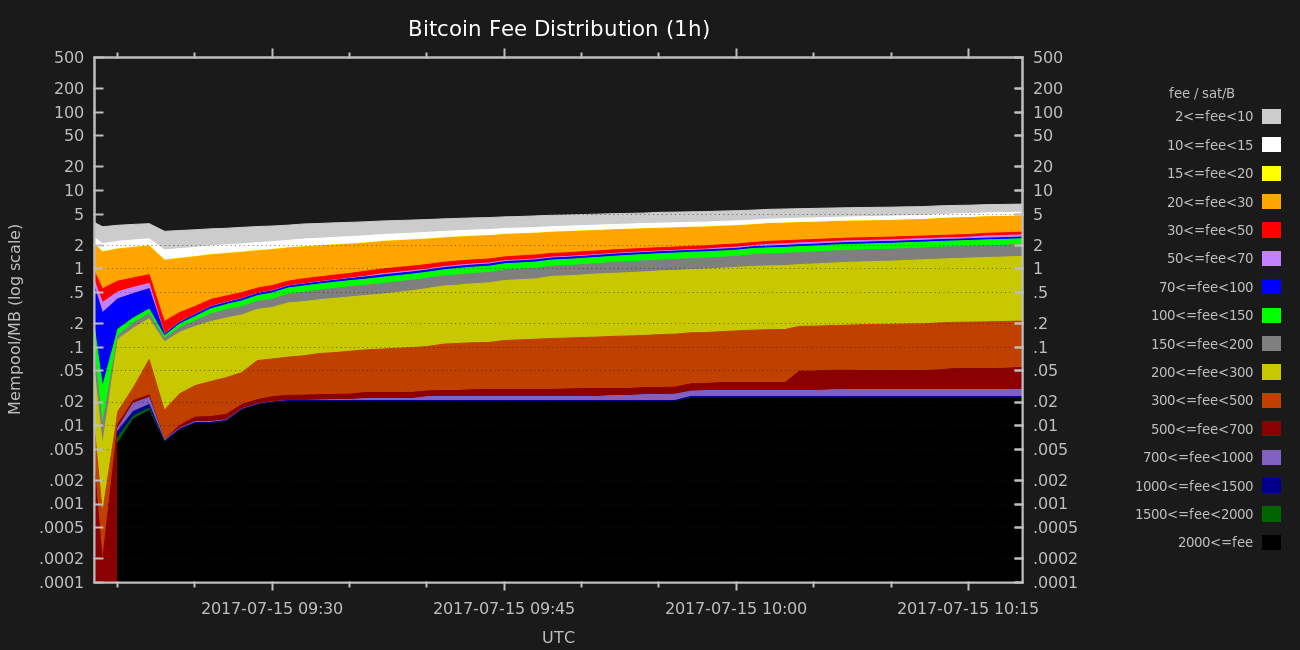 Bitcoin Fee Distribution (1h)
Mempool/MB (log scale)
500
200
100
50
20
10
5
2
1
.5
.2
.1
.05
.02
.01
.005
.002
.001
.0005
.0002
.0001
500
200
100
50
20
10
5
2
1
.5
.2
.1
.05
.02
.01
.005
.002
.001
.0005
.0002
.0001
2017-07-15 09:30
2017-07-15 09:45
2017-07-15 10:00
2017-07-15 10:15
UTC
fee / sat/B
2<=fee<10
10<=fee<15
15<=fee<20
20<=fee<30
30<=fee<50
50<=fee<70
70<=fee<100
100<=fee<150
150<=fee<200
200<=fee<300
300<=fee<500
500<=fee<700
700<=fee<1000
1000<=fee<1500
1500<=fee<2000
2000<=fee